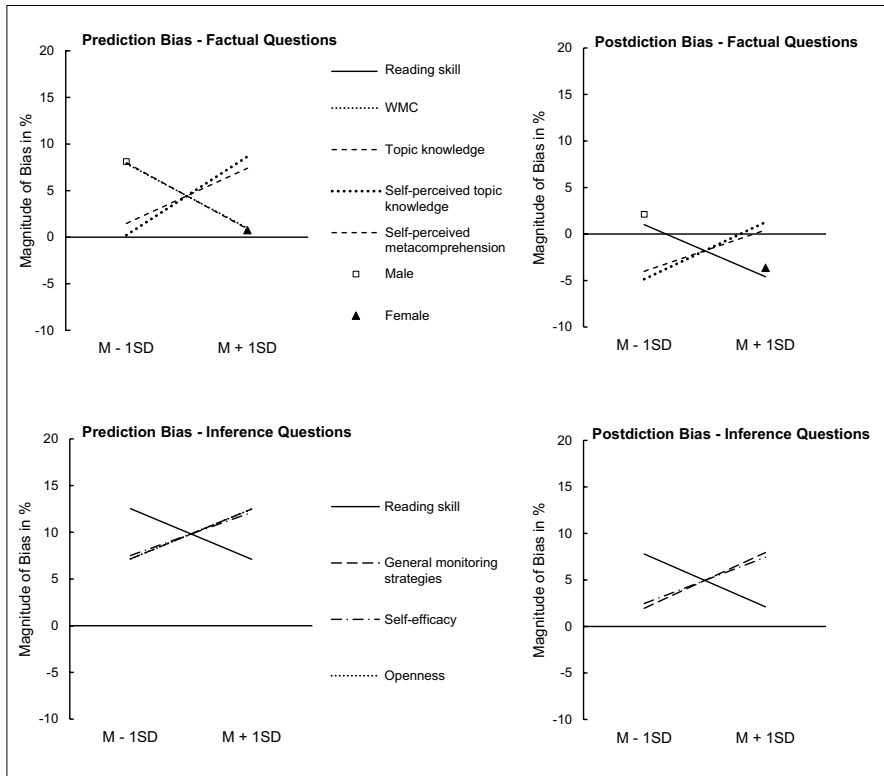 Prediction Bias - Factual Questions
20
15
10
5
0
-5
-10
Magnitude of Bias in %
M - 1SD
M + 1SD
Reading skill
WMC
Topic knowledge
Self-perceived topic
knowledge
Self-perceived
metacomprehension
Male
Female
Postdiction Bias - Factual Questions
20
15
10
5
0
-5
-10
Magnitude of Bias in %
M - 1SD
M + 1SD
Prediction Bias - Inference Questions
20
15
10
5
0
-5
-10
Magnitude of Bias in %
M - 1SD
M + 1SD
Reading skill
General monitoring
strategies
Self-efficacy
Openness
Postdiction Bias - Inference Questions
20
15
10
5
0
-5
-10
Magnitude of Bias in %
M - 1SD
M + 1SD